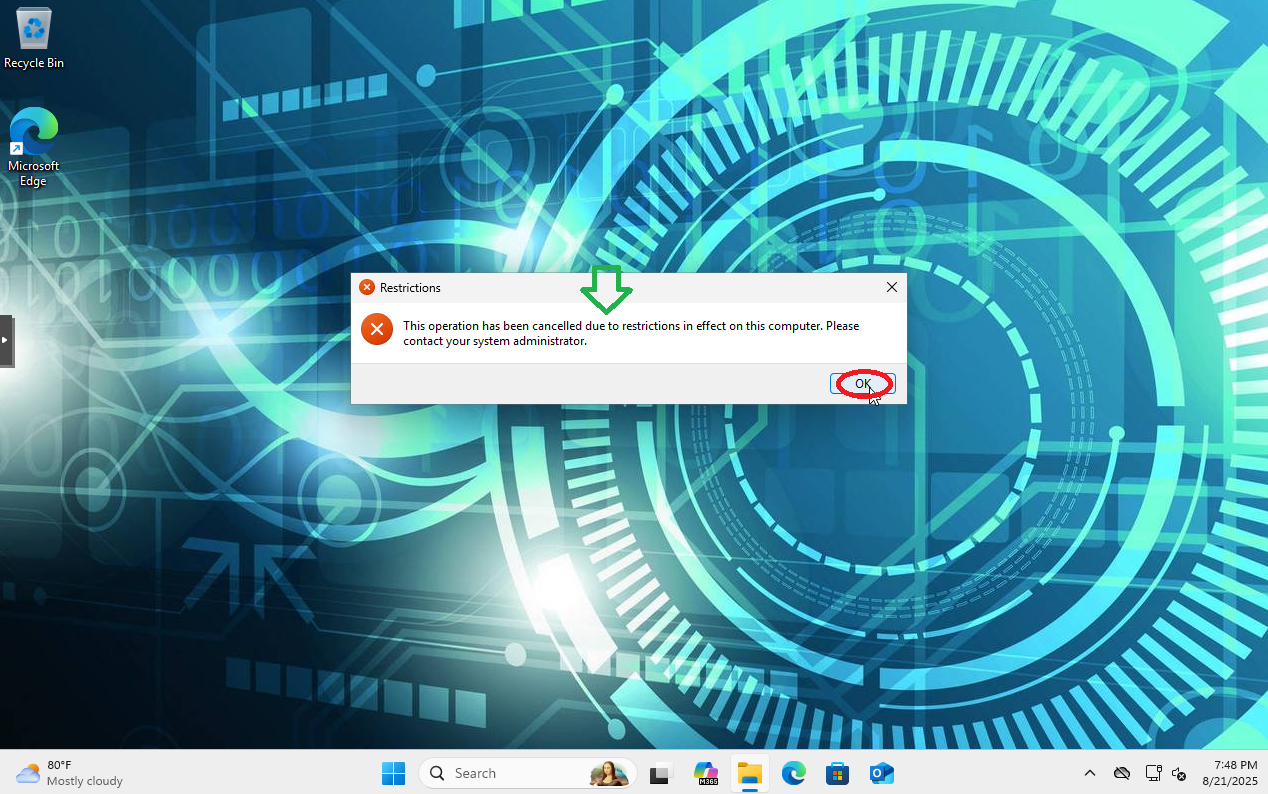 Recycle Bin
Microsoft
Edge
Restrictions
This operation has been cancelled due to restrictions in effect on this computer. Please
contact your system administrator.
OK
80°F
Mostly cloudy
Search
M365
7:48 PM
8/21/2025